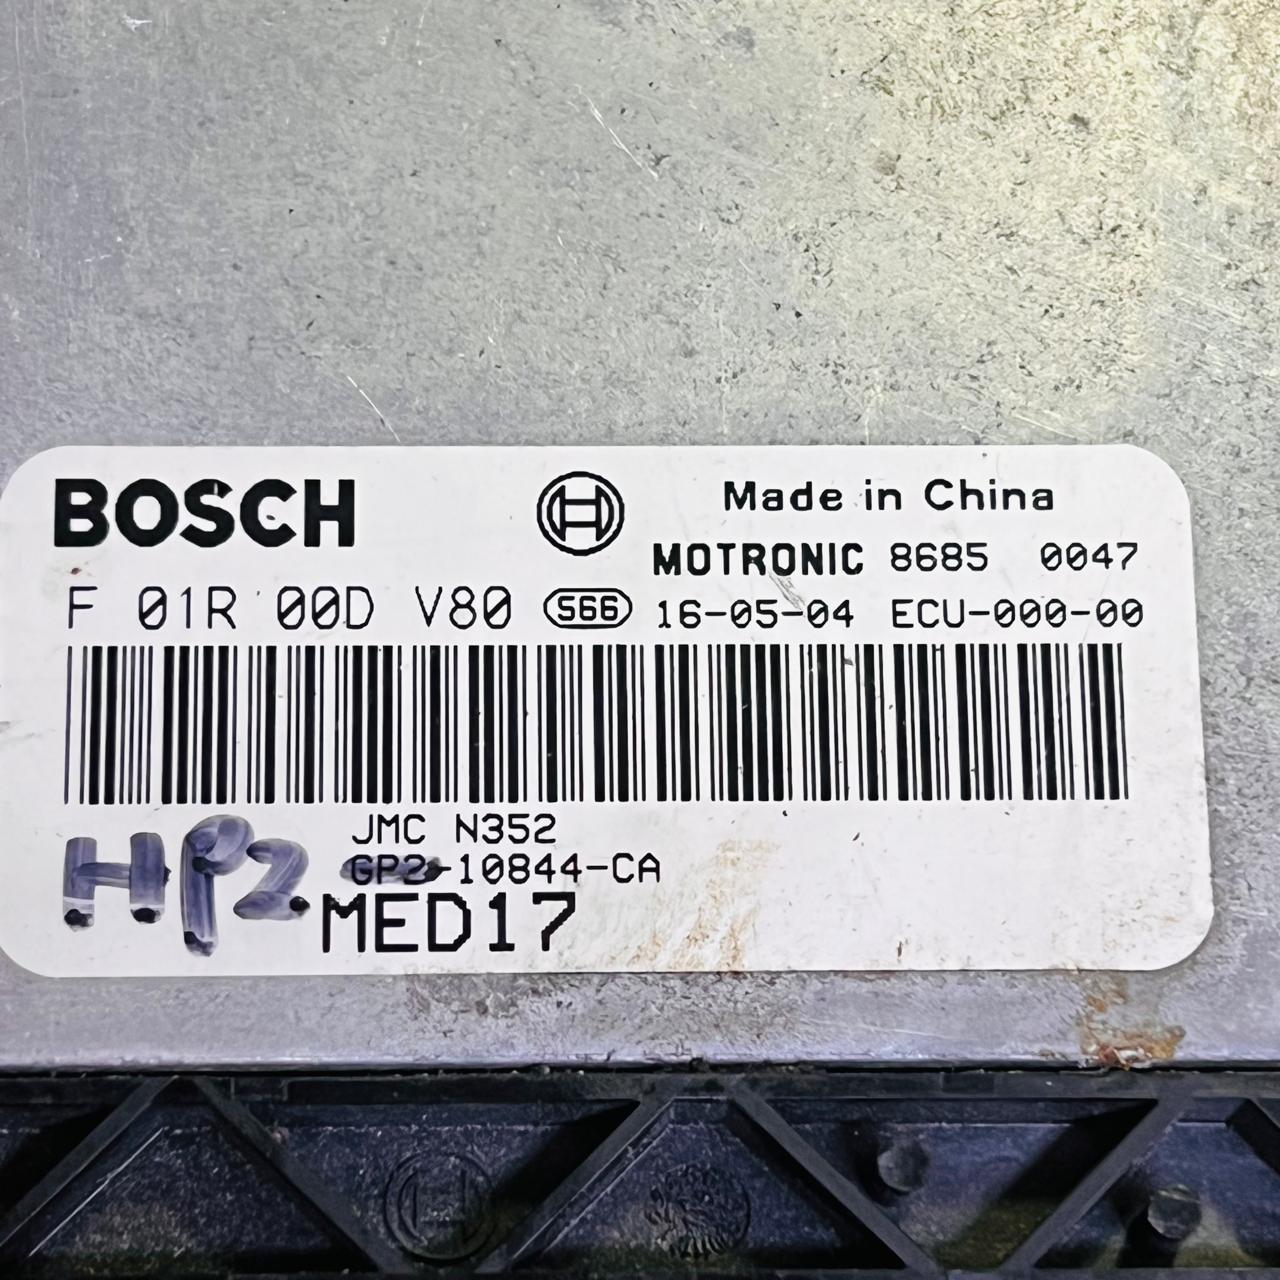 BOSCH
Made in China
MOTRONIC 8685 0047
F 01R 00D V80 S66 16-05-04 ECU-000-00
JMC N352
GP2-10844-CA
HP2.
MED17